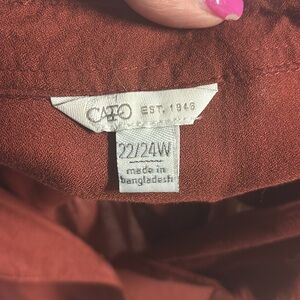 CATO EST. 1946
22/24W
made in
bangladesh